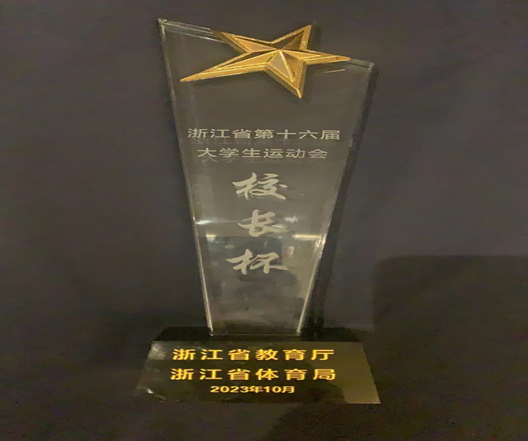 浙江省第十六届
大学生运动会
校
长
杯
浙江省教育厅
浙江省体育局
2023年10月